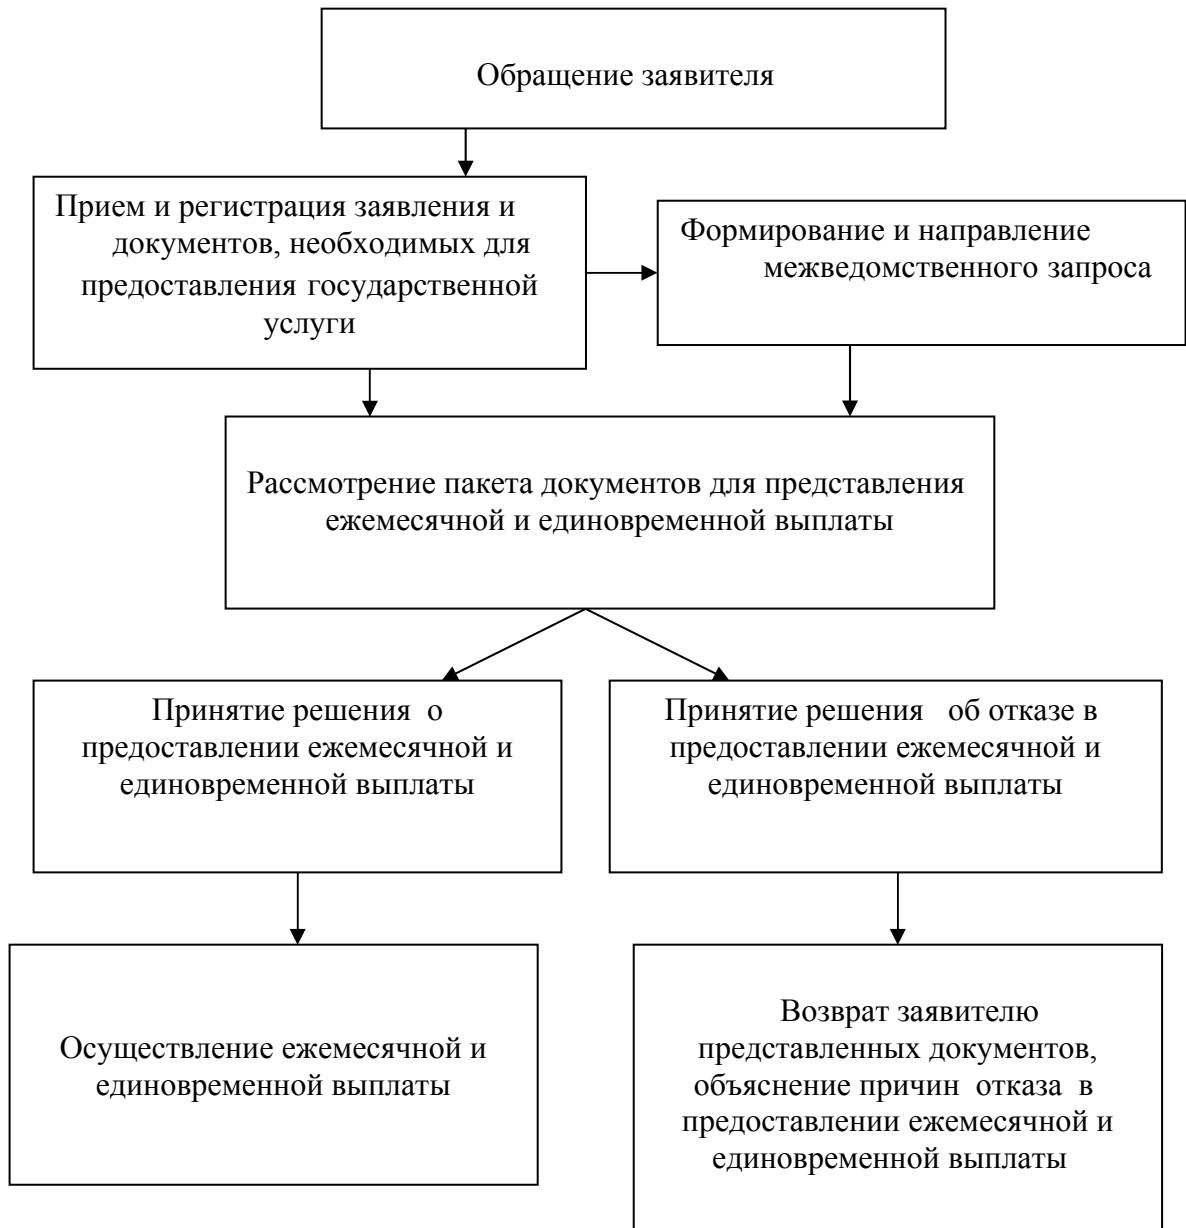 Обращение заявителя
Прием и регистрация заявления и
документов, необходимых для
предоставления государственной
услуги
Формирование и направление
межведомственного запроса
Рассмотрение пакета документов для представления
ежемесячной и единовременной выплаты
Принятие решения о
предоставлении ежемесячной и
единовременной выплаты
Принятие решения об отказе в
предоставлении ежемесячной и
единовременной выплаты
Осуществление ежемесячной и
единовременной выплаты
Возврат заявителю
представленных документов,
объяснение причин отказа в
предоставлении ежемесячной и
единовременной выплаты